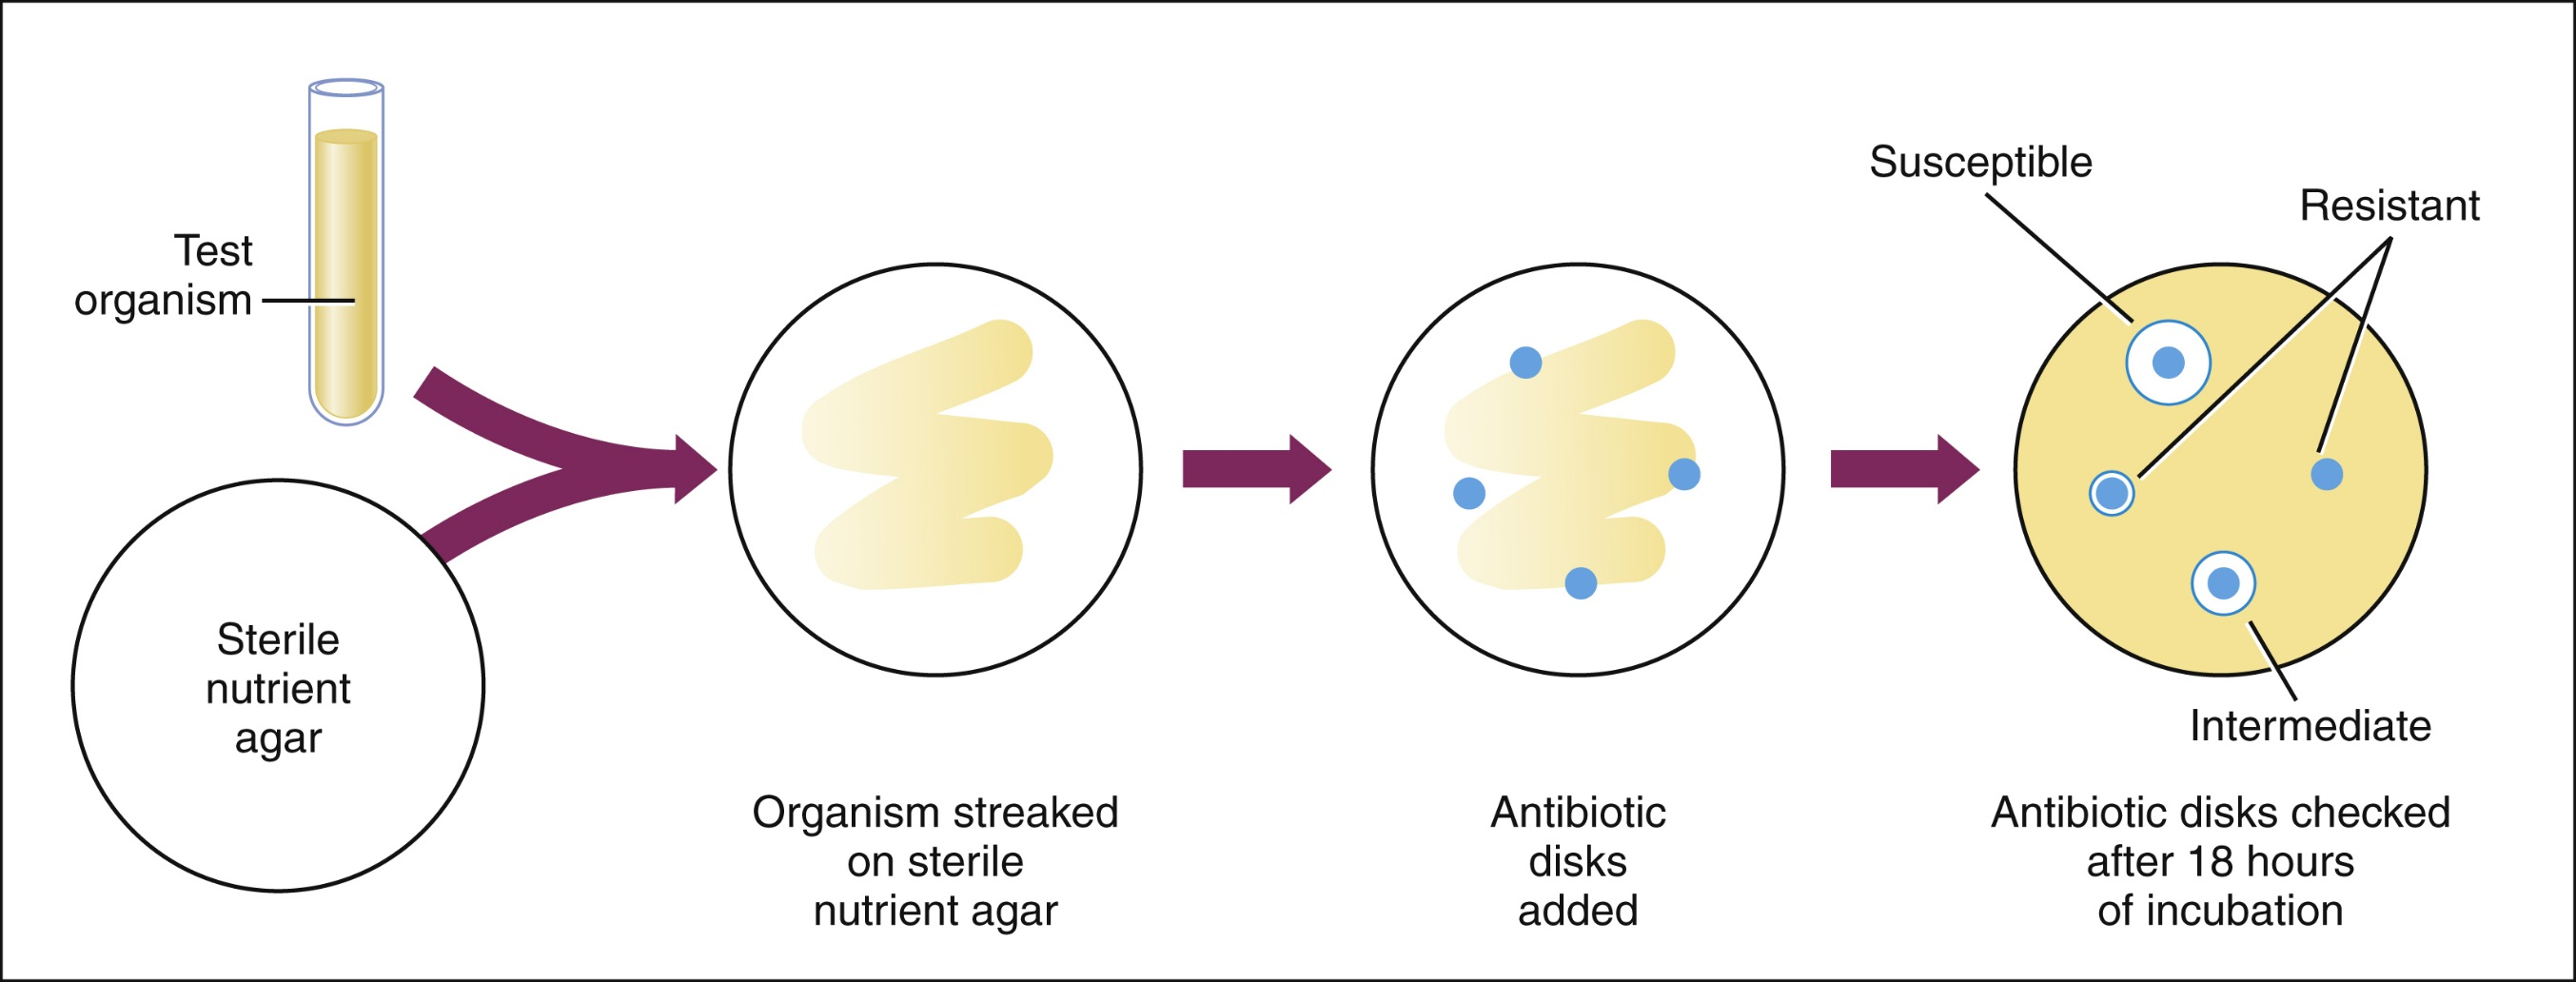 Test
organism
Sterile
nutrient
agar
Organism streaked
on sterile
nutrient agar
Antibiotic
disks
added
Susceptible
Resistant
Intermediate
Antibiotic disks checked
after 18 hours
of incubation